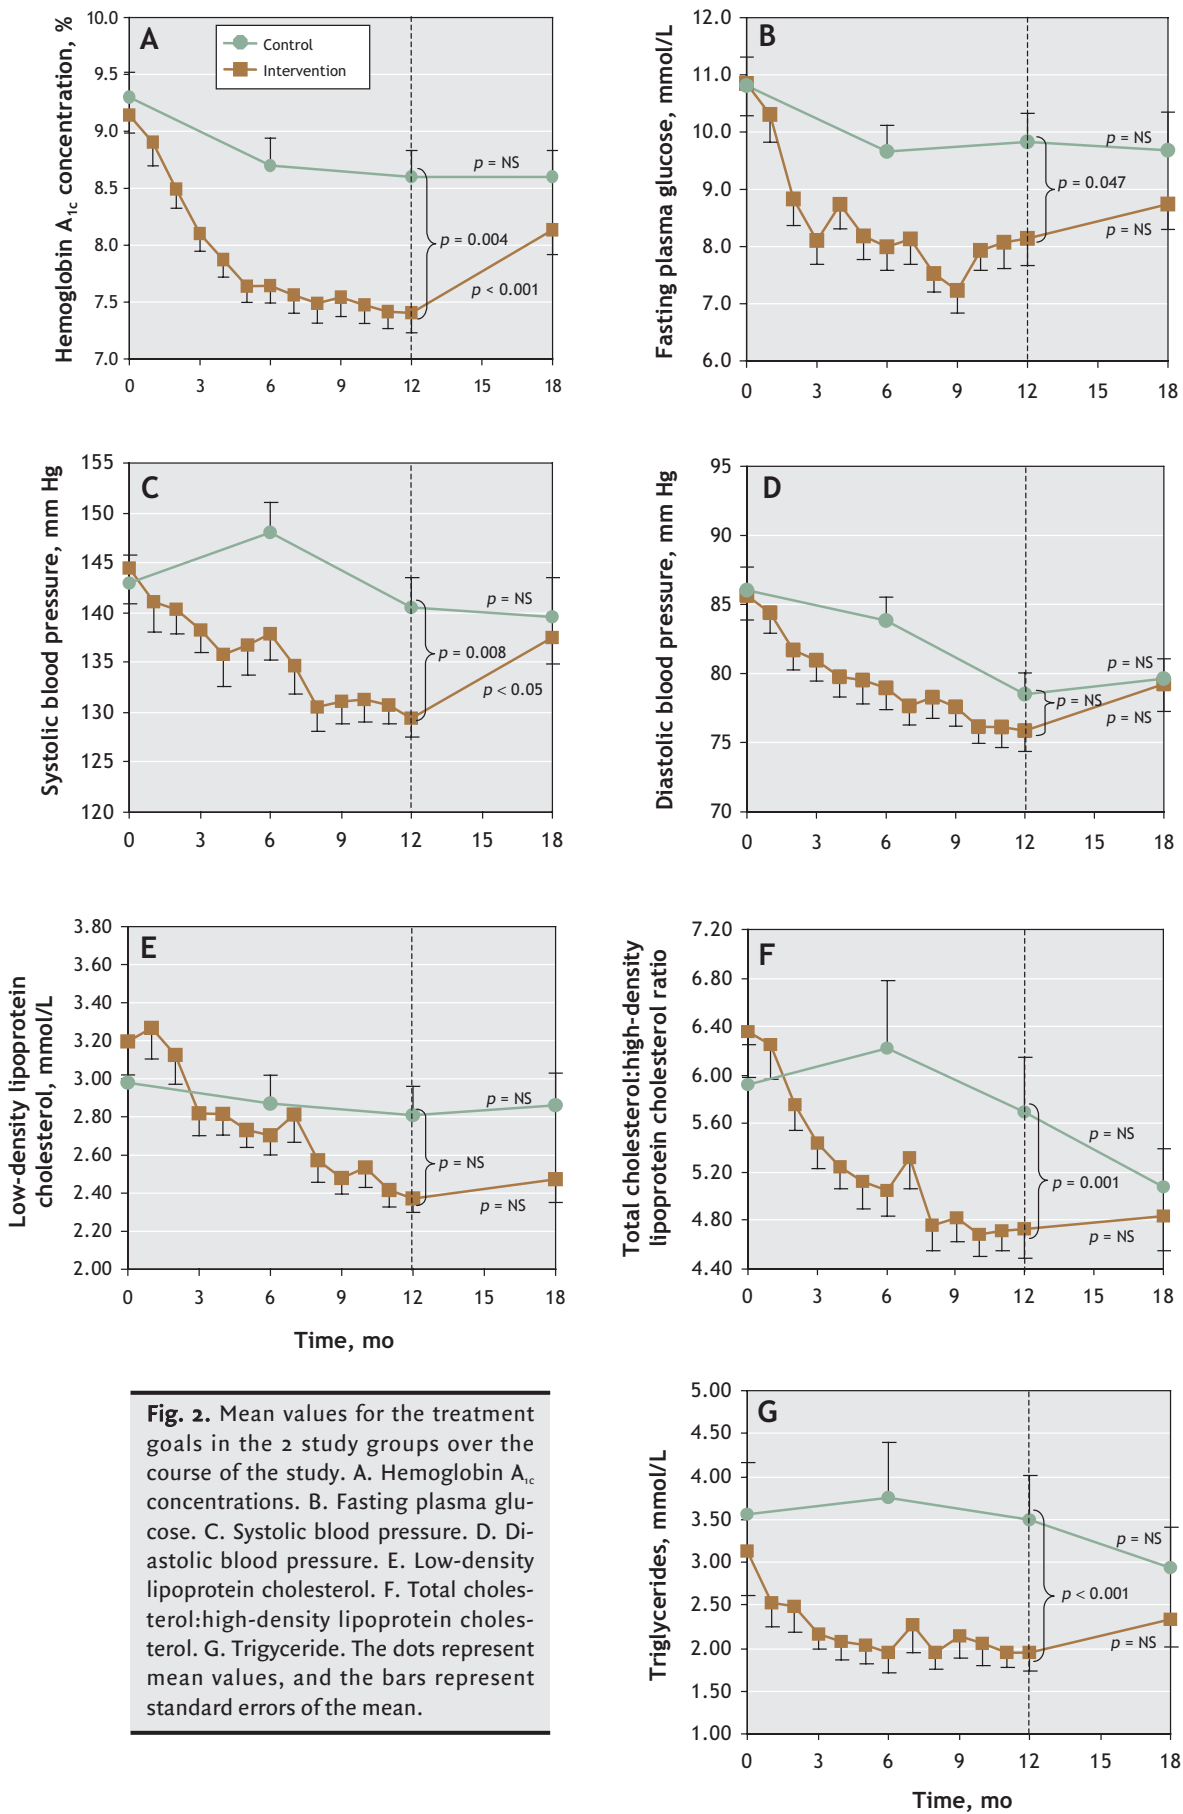 A
Control
Intervention
Hemoglobin A1c concentration, %
10.0
9.5
9.0
8.5
8.0
7.5
7.0
p = NS
p = 0.004
p < 0.001
0 3 6 9 12 15 18
B
Fasting plasma glucose, mmol/L
12.0
11.0
10.0
9.0
8.0
7.0
6.0
p = NS
p = 0.047
p = NS
0 3 6 9 12 15 18
C
Systolic blood pressure, mm Hg
155
150
145
140
135
130
125
120
p = NS
p = 0.008
p < 0.05
0 3 6 9 12 15 18
D
Diastolic blood pressure, mm Hg
95
90
85
80
75
70
p = NS
p = NS
p = NS
0 3 6 9 12 15 18
E
Low-density lipoprotein
cholesterol, mmol/L
3.80
3.60
3.40
3.20
3.00
2.80
2.60
2.40
2.20
2.00
p = NS
p = NS
p = NS
0 3 6 9 12 15 18
Time, mo
F
Total cholesterol:high-density
lipoprotein cholesterol ratio
7.20
6.80
6.40
6.00
5.60
5.20
4.80
4.40
p = NS
p = 0.001
p = NS
0 3 6 9 12 15 18
Fig. 2. Mean values for the treatment
goals in the 2 study groups over the
course of the study. A. Hemoglobin A1c
concentrations. B. Fasting plasma glu-
cose. C. Systolic blood pressure. D. Di-
astolic blood pressure. E. Low-density
lipoprotein cholesterol. F. Total choles-
terol:high-density lipoprotein choles-
terol. G. Trigyceride. The dots represent
mean values, and the bars represent
standard errors of the mean.
G
Triglycerides, mmol/L
5.00
4.50
4.00
3.50
3.00
2.50
2.00
1.50
1.00
p = NS
p < 0.001
p = NS
0 3 6 9 12 15 18
Time, mo